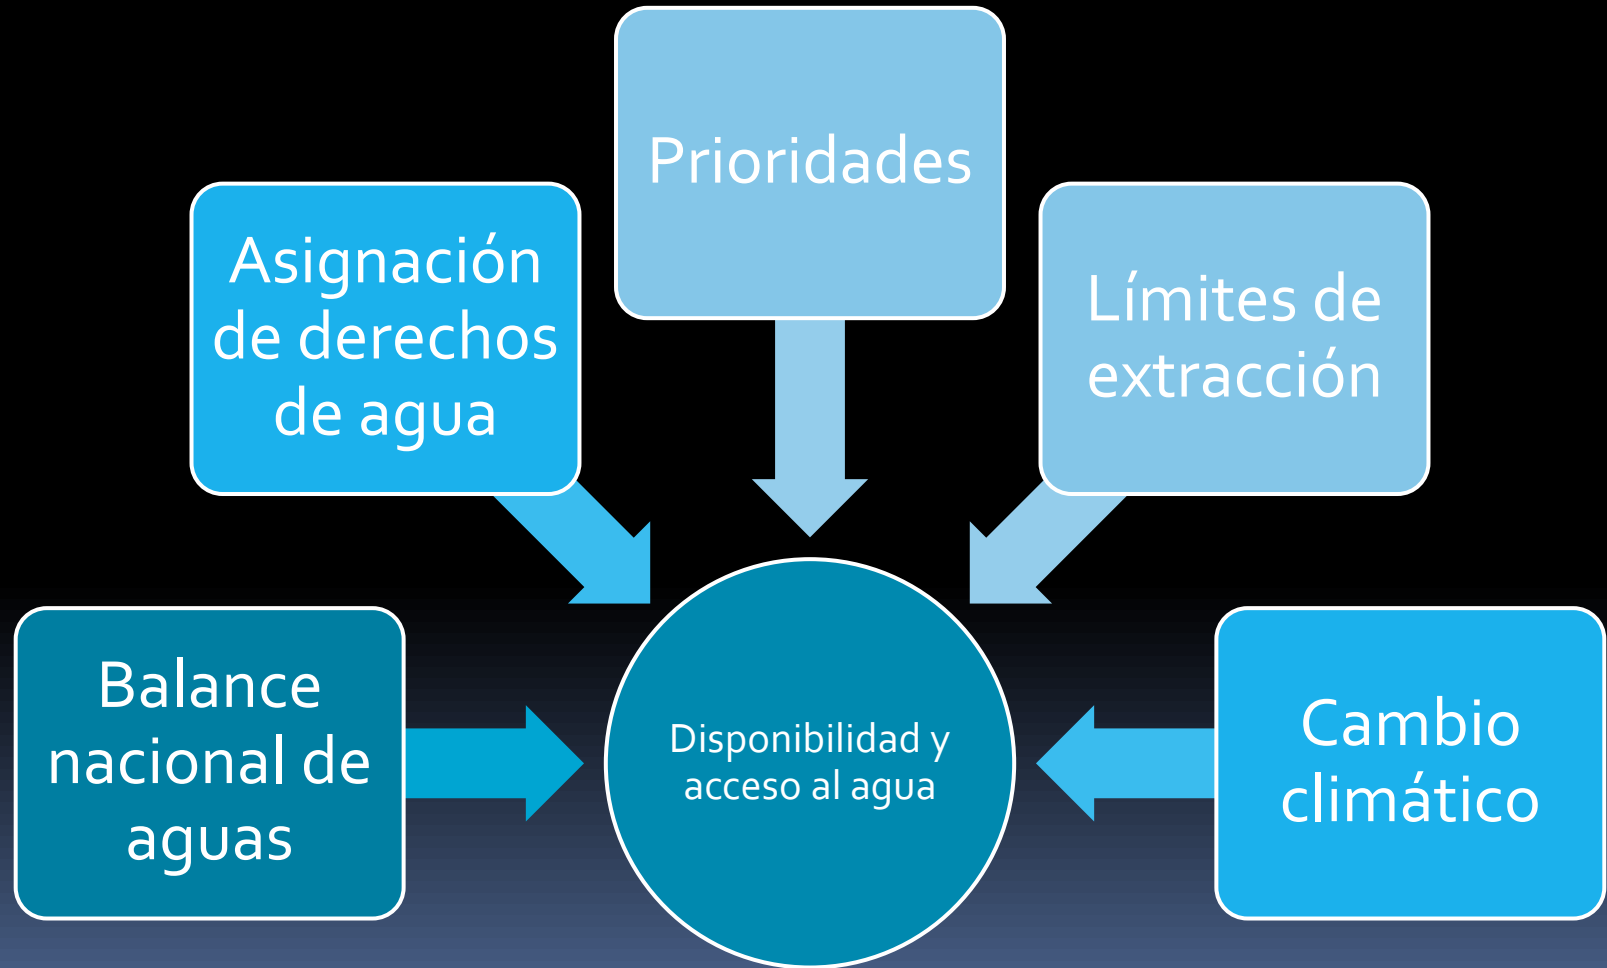 Prioridades
Asignación
de derechos
de agua
Límites de
extracción
Balance
nacional de
aguas
Disponibilidad y
acceso al agua
Cambio
climático